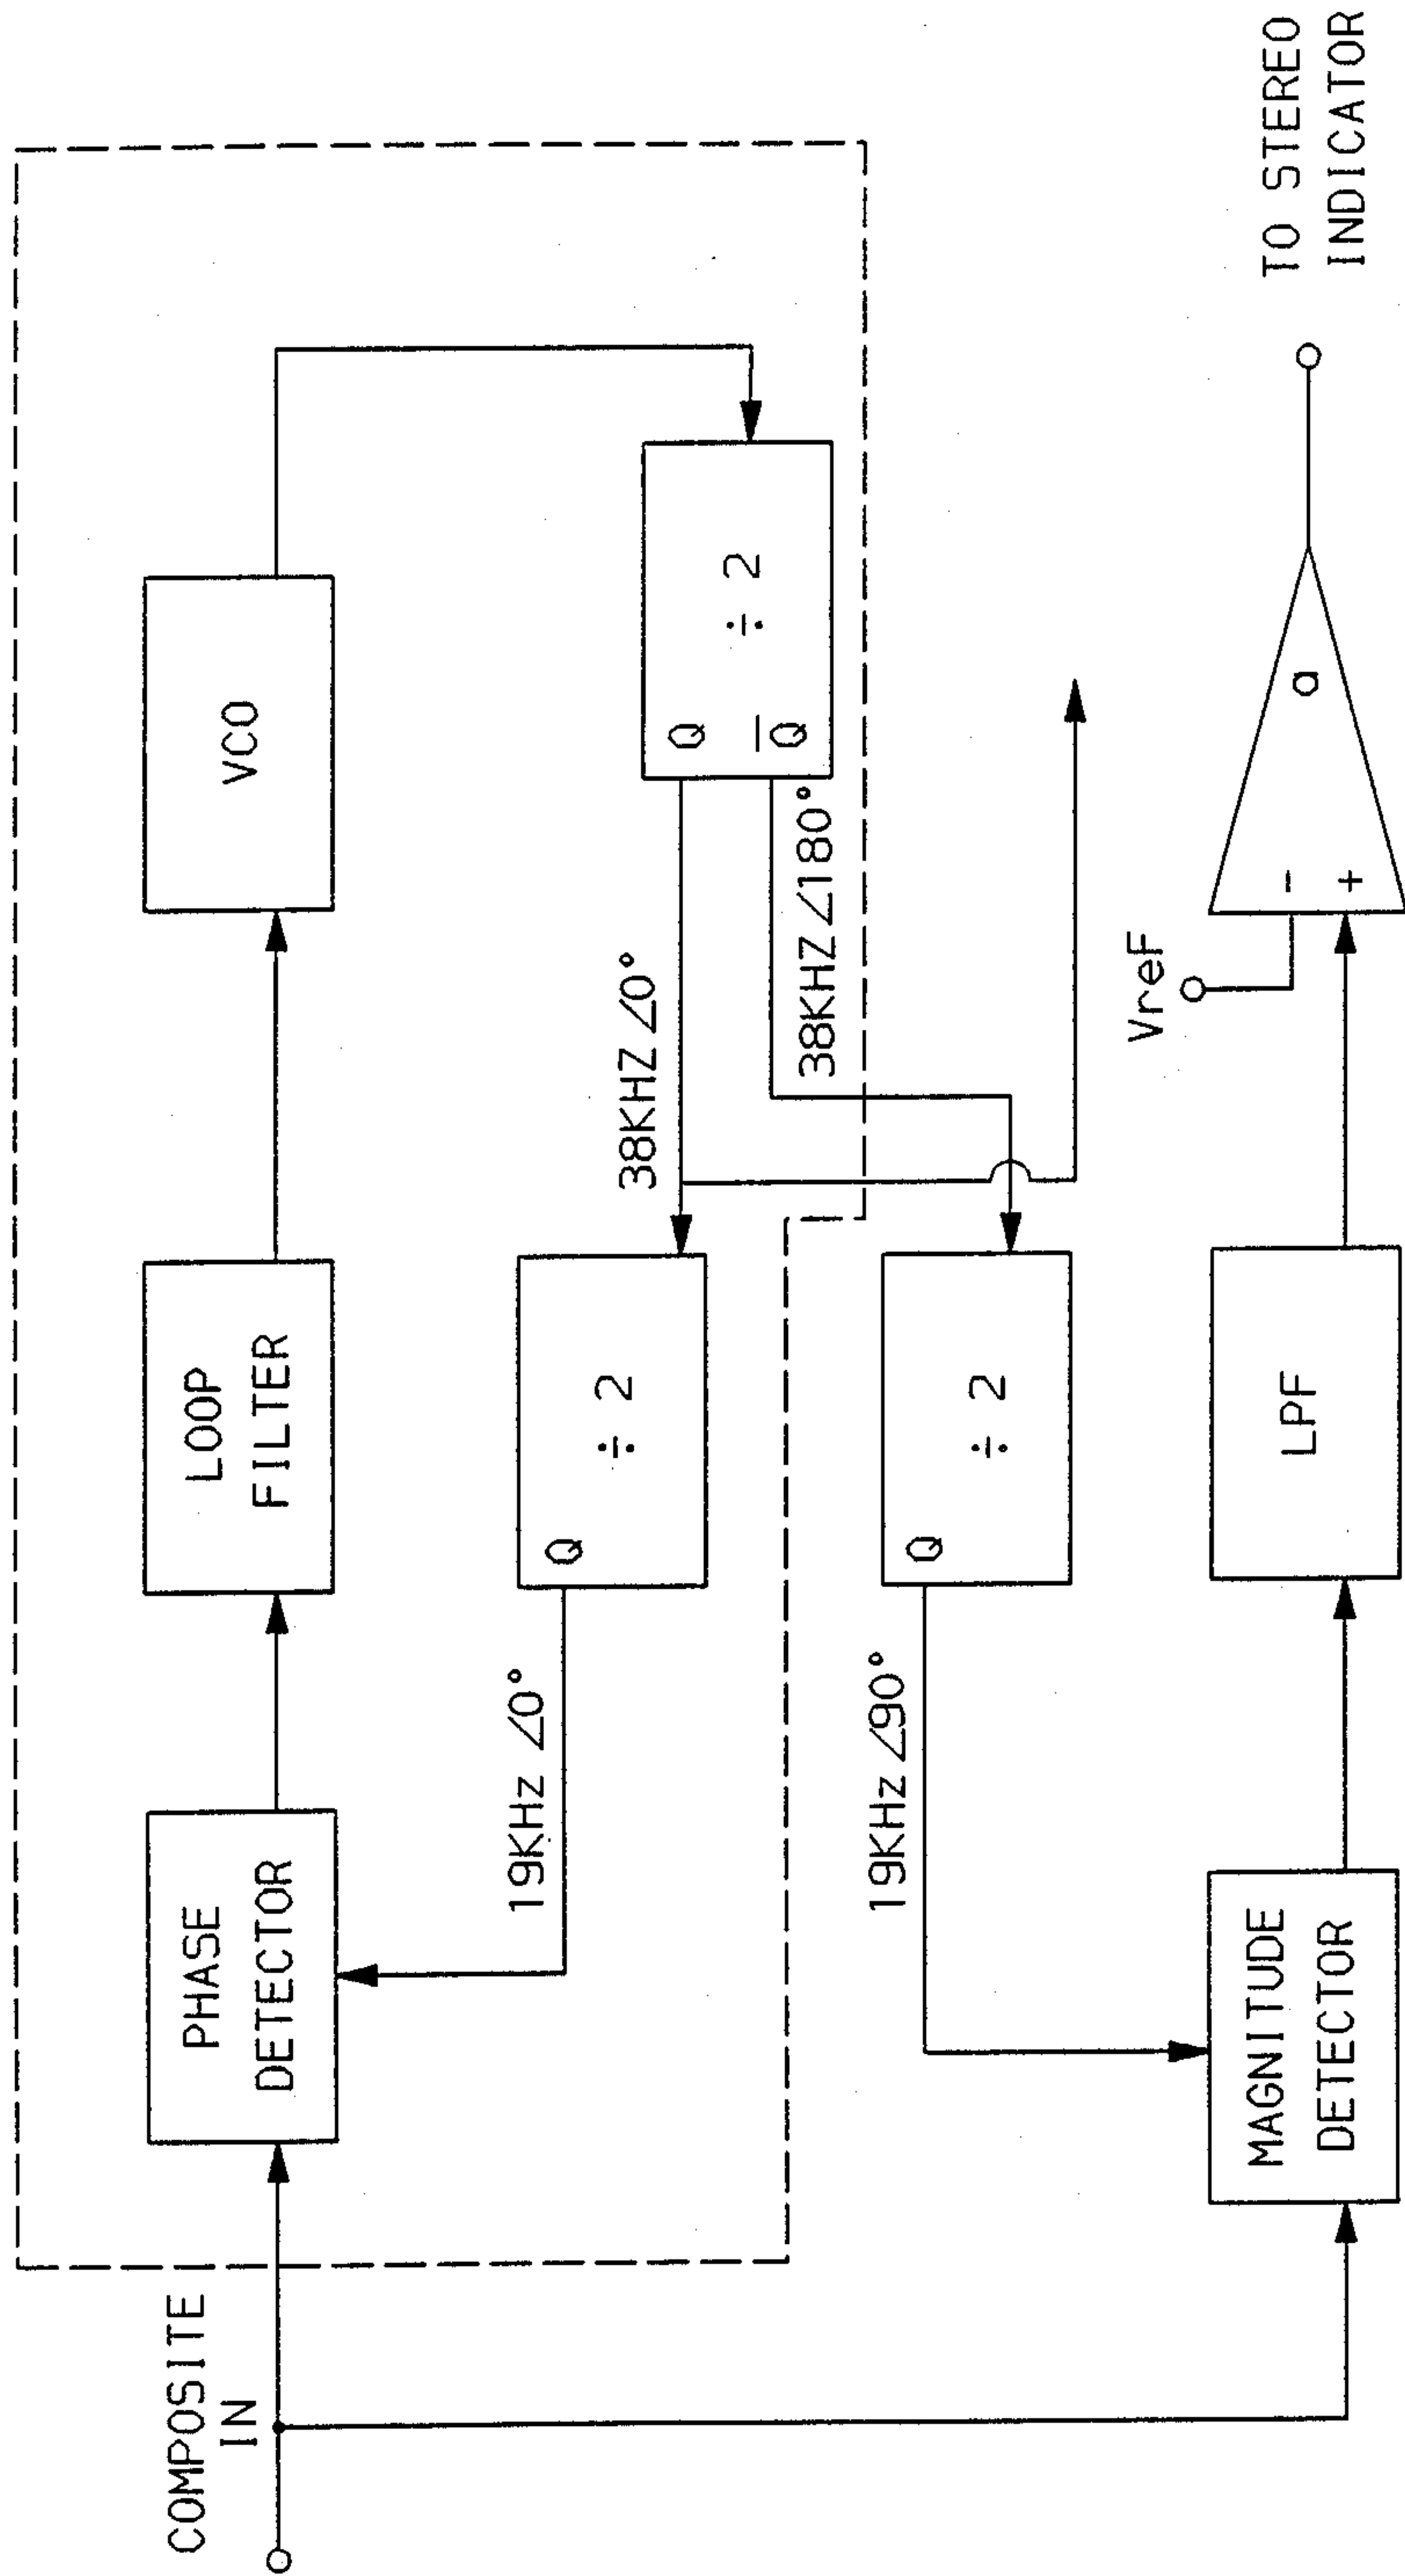 COMPOSITE
IN
PHASE
DETECTOR
LOOP
FILTER
VCO
19KHz ∠0°
Q
÷ 2
38KHZ ∠0°
38KHZ ∠180°
Q
Q̅
÷ 2
19KHz ∠90°
Q
÷ 2
MAGNITUDE
DETECTOR
LPF
VreF
-
+
a
TO STEREO
INDICATOR